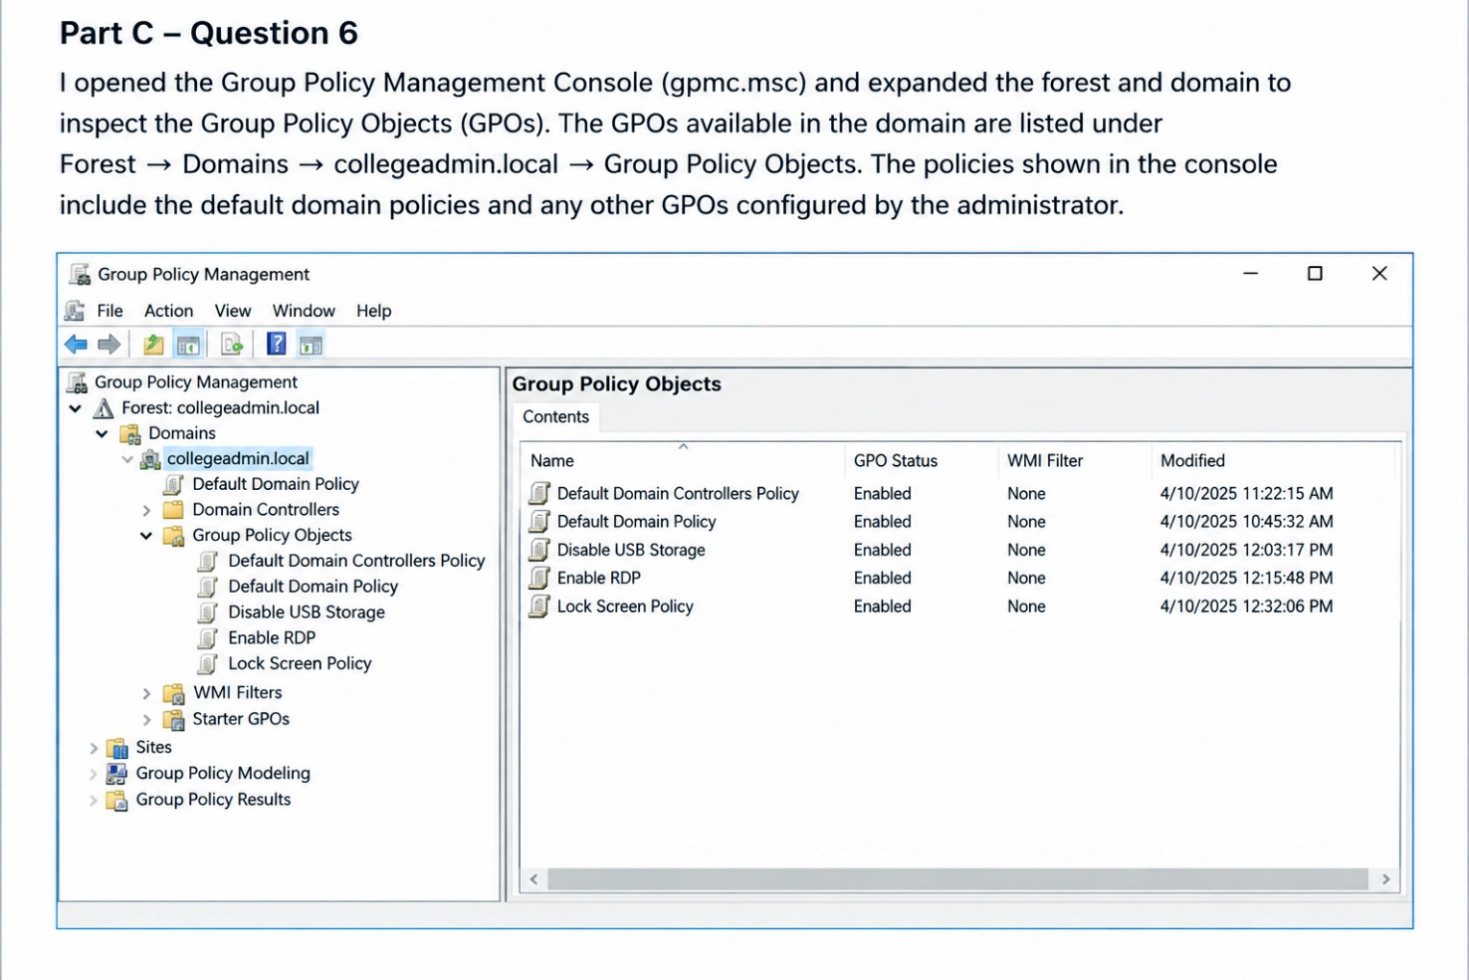 Part C – Question 6
I opened the Group Policy Management Console (gpmc.msc) and expanded the forest and domain to
inspect the Group Policy Objects (GPOs). The GPOs available in the domain are listed under
Forest → Domains → collegeadmin.local → Group Policy Objects. The policies shown in the console
include the default domain policies and any other GPOs configured by the administrator.
Group Policy Management
File Action View Window Help
Group Policy Management
Forest: collegeadmin.local
Domains
collegeadmin.local
Default Domain Policy
Domain Controllers
Group Policy Objects
Default Domain Controllers Policy
Default Domain Policy
Disable USB Storage
Enable RDP
Lock Screen Policy
WMI Filters
Starter GPOs
Sites
Group Policy Modeling
Group Policy Results
Group Policy Objects
Contents
Name GPO Status WMI Filter Modified
Default Domain Controllers Policy Enabled None 4/10/2025 11:22:15 AM
Default Domain Policy Enabled None 4/10/2025 10:45:32 AM
Disable USB Storage Enabled None 4/10/2025 12:03:17 PM
Enable RDP Enabled None 4/10/2025 12:15:48 PM
Lock Screen Policy Enabled None 4/10/2025 12:32:06 PM